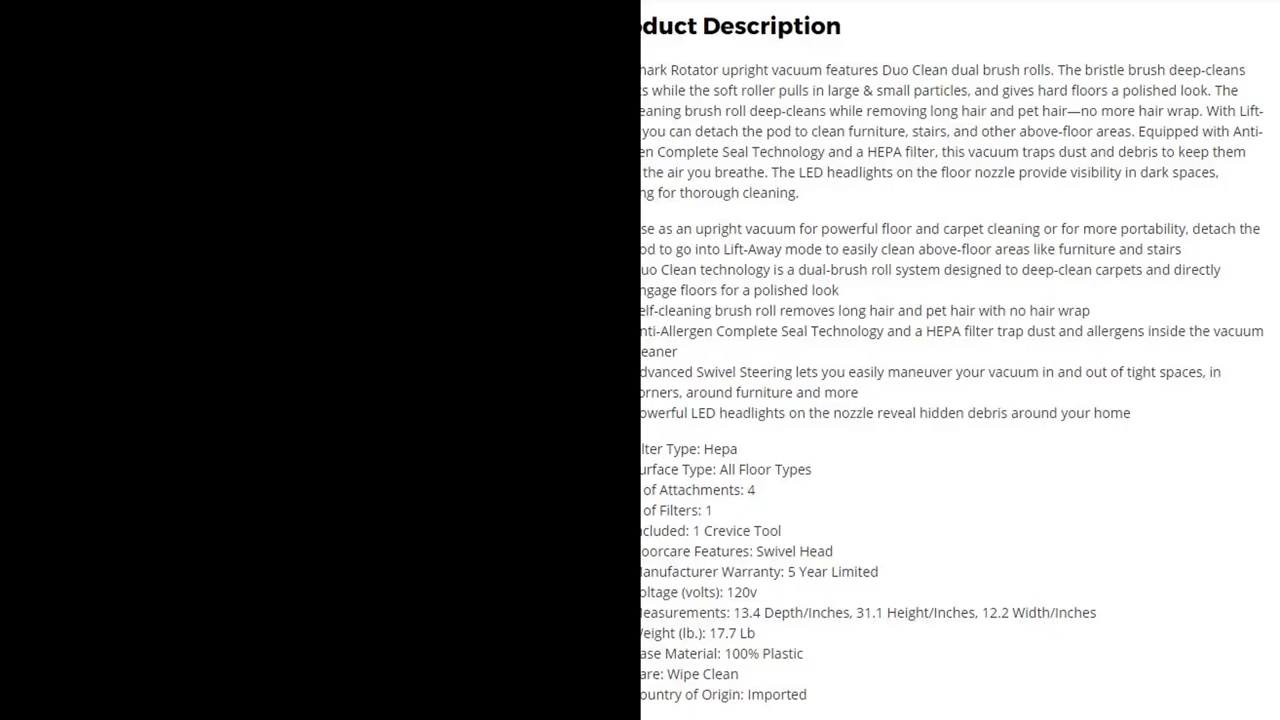 duct Description
ark Rotator upright vacuum features Duo Clean dual brush rolls. The bristle brush deep-cleans
s while the soft roller pulls in large & small particles, and gives hard floors a polished look. The
eaning brush roll deep-cleans while removing long hair and pet hair—no more hair wrap. With Lift-
you can detach the pod to clean furniture, stairs, and other above-floor areas. Equipped with Anti-
en Complete Seal Technology and a HEPA filter, this vacuum traps dust and debris to keep them
the air you breathe. The LED headlights on the floor nozzle provide visibility in dark spaces,
ng for thorough cleaning.
se as an upright vacuum for powerful floor and carpet cleaning or for more portability, detach the
od to go into Lift-Away mode to easily clean above-floor areas like furniture and stairs
uo Clean technology is a dual-brush roll system designed to deep-clean carpets and directly
ngage floors for a polished look
elf-cleaning brush roll removes long hair and pet hair with no hair wrap
nti-Allergen Complete Seal Technology and a HEPA filter trap dust and allergens inside the vacuum
eaner
dvanced Swivel Steering lets you easily maneuver your vacuum in and out of tight spaces, in
orners, around furniture and more
owerful LED headlights on the nozzle reveal hidden debris around your home
lter Type: Hepa
urface Type: All Floor Types
of Attachments: 4
of Filters: 1
ncluded: 1 Crevice Tool
oorcare Features: Swivel Head
anufacturer Warranty: 5 Year Limited
oltage (volts): 120v
easurements: 13.4 Depth/Inches, 31.1 Height/Inches, 12.2 Width/Inches
eight (lb.): 17.7 Lb
ase Material: 100% Plastic
are: Wipe Clean
ountry of Origin: Imported